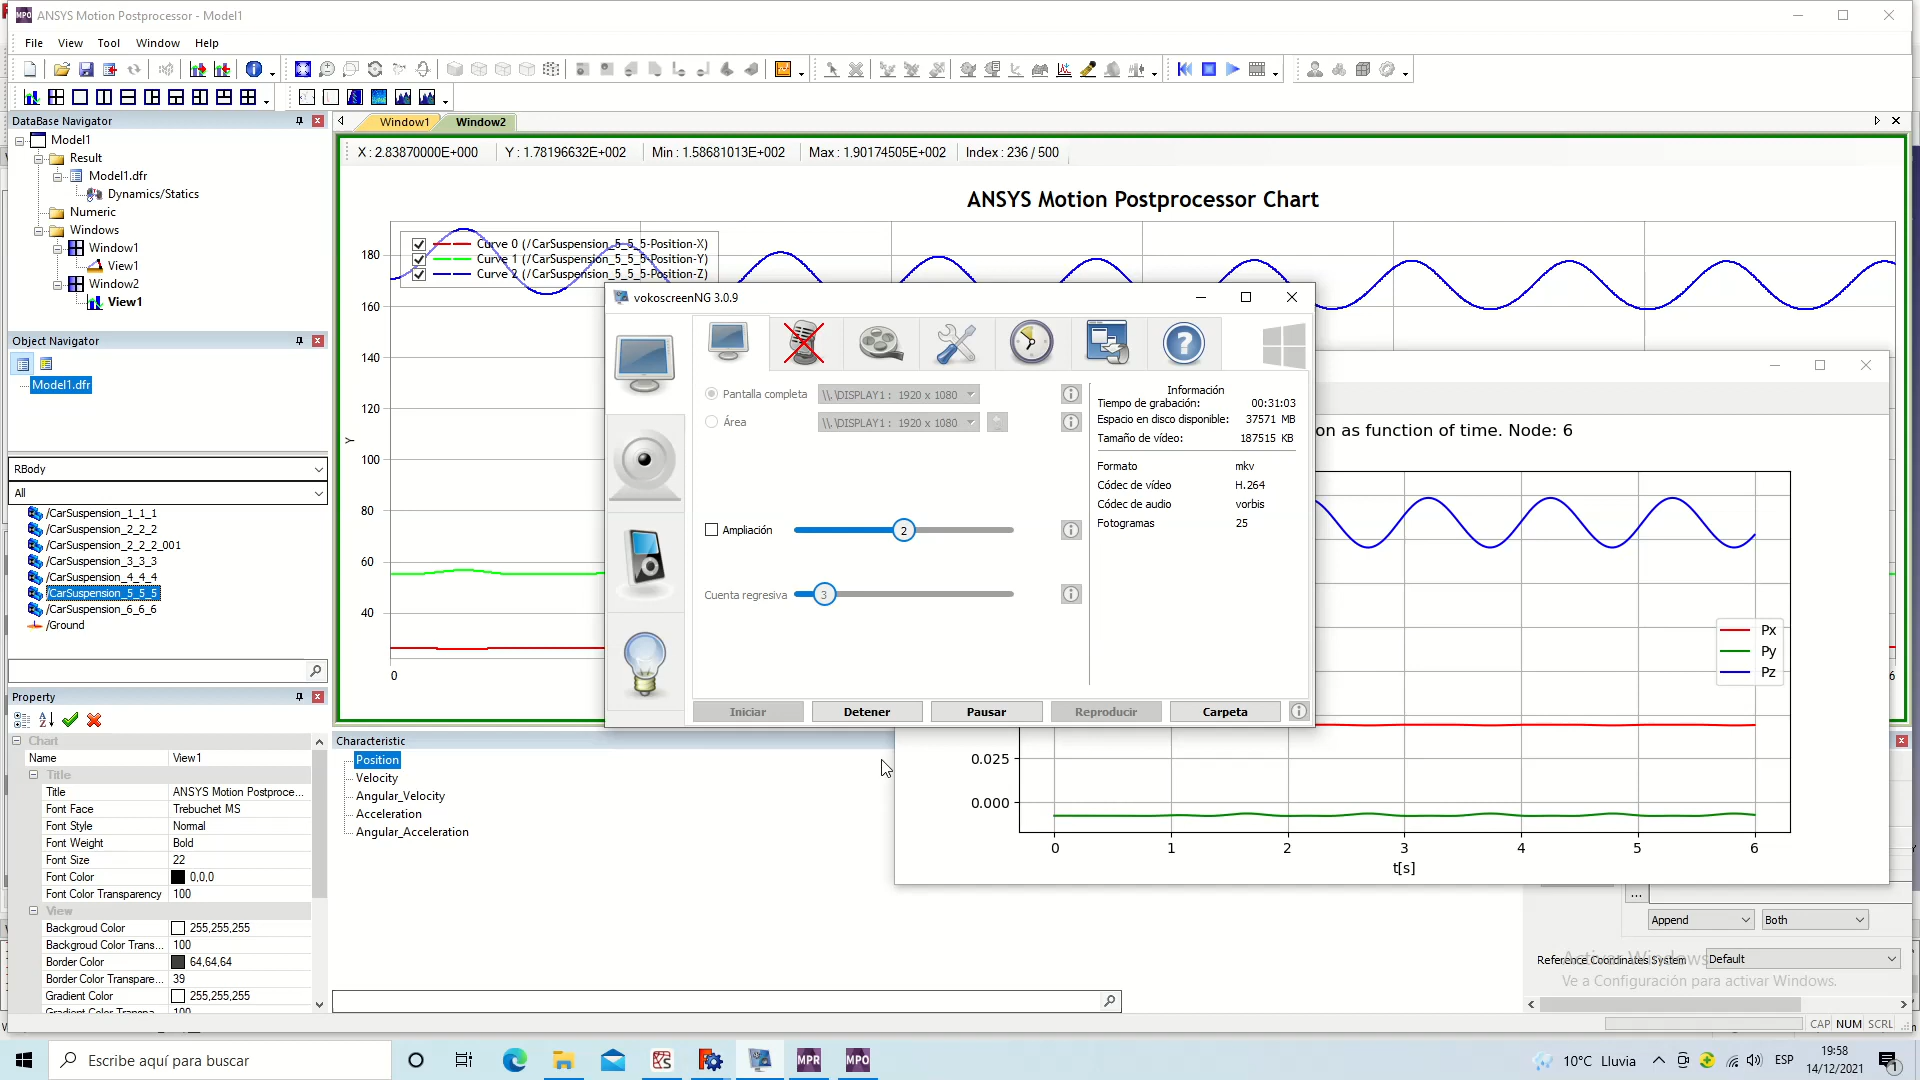 ANSYS Motion Postprocessor - Model1
File View Tool Window Help
DataBase Navigator
Model1
Result
Model1.dfr
Dynamics/Statics
Numeric
Windows
Window1
View1
Window2
View1
Object Navigator
Model1.dfr
RBody
All
/CarSuspension_1_1_1
/CarSuspension_2_2_2
/CarSuspension_2_2_2_001
/CarSuspension_3_3_3
/CarSuspension_4_4_4
/CarSuspension_5_5_5
/CarSuspension_6_6_6
/Ground
Property
Chart
Name View1
Title
Title ANSYS Motion Postproce...
Font Face Trebuchet MS
Font Style Normal
Font Weight Bold
Font Size 22
Font Color 0,0,0
Font Color Transparency 100
View
Backgroud Color 255,255,255
Backgroud Color Trans... 100
Border Color 64,64,64
Border Color Transpare... 39
Gradient Color 255,255,255
Window1 Window2
X : 2.83870000E+000 Y : 1.78196632E+002 Min : 1.58681013E+002 Max : 1.90174505E+002 Index : 236 / 500
ANSYS Motion Postprocessor Chart
Curve 0 (/CarSuspension_5_5_5-Position-X)
Curve 1 (/CarSuspension_5_5_5-Position-Y)
Curve 2 (/CarSuspension_5_5_5-Position-Z)
180
160
140
120
100
80
60
40
Y
0
6
vokoscreenNG 3.0.9
Pantalla completa \\.\DISPLAY1 : 1920 x 1080
Área \\.\DISPLAY1 : 1920 x 1080
Ampliación 2
Cuenta regresiva 3
Información
Tiempo de grabación: 00:31:03
Espacio en disco disponible: 37571 MB
Tamaño de vídeo: 187515 KB
Formato mkv
Códec de vídeo H.264
Códec de audio vorbis
Fotogramas 25
Iniciar Detener Pausar Reproducir Carpeta
on as function of time. Node: 6
Px
Py
Pz
0.025
0.000
0 1 2 3 4 5 6
t[s]
Characteristic
Position
Velocity
Angular_Velocity
Acceleration
Angular_Acceleration
...
Append Both
Reference Coordinates System Default
Activar Windows
Ve a Configuración para activar Windows.
CAP NUM SCRL
Escribe aquí para buscar
MPR MPO
10°C Lluvia
ESP
19:58
14/12/2021
1